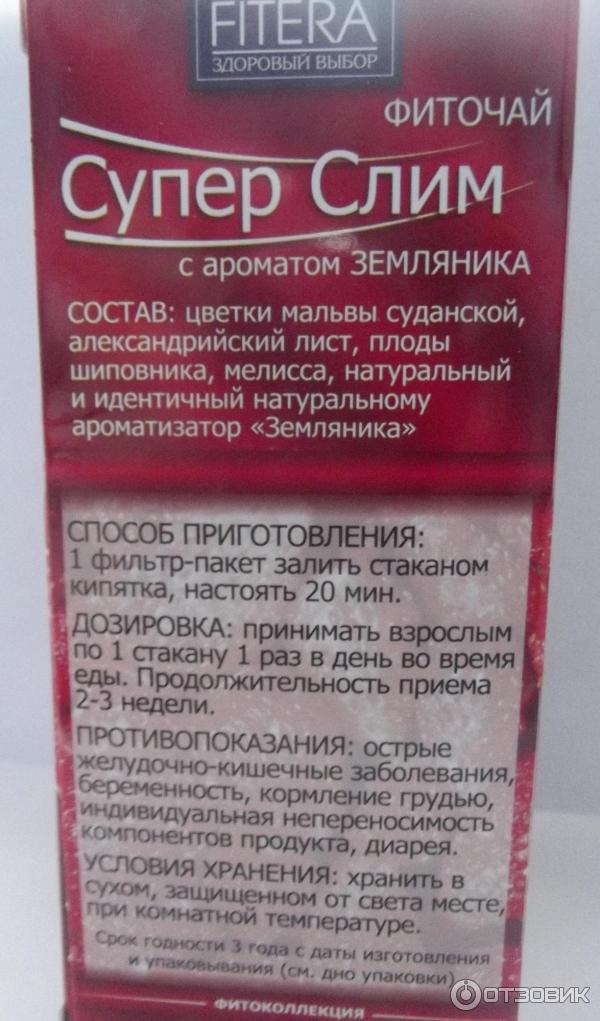 FITERA
ЗДОРОВЫЙ ВЫБОР
ФИТОЧАЙ
Супер Слим
с ароматом ЗЕМЛЯНИКА
СОСТАВ: цветки мальвы суданской,
александрийский лист, плоды
шиповника, мелисса, натуральный
и идентичный натуральному
ароматизатор «Земляника»
СПОСОБ ПРИГОТОВЛЕНИЯ:
1 фильтр-пакет залить стаканом
кипятка, настоять 20 мин.
ДОЗИРОВКА: принимать взрослым
по 1 стакану 1 раз в день во время
еды. Продолжительность приема
2-3 недели.
ПРОТИВОПОКАЗАНИЯ: острые
желудочно-кишечные заболевания,
беременность, кормление грудью,
индивидуальная непереносимость
компонентов продукта, диарея.
УСЛОВИЯ ХРАНЕНИЯ: хранить в
сухом, защищенном от света месте,
при комнатной температуре.
Срок годности 3 года с даты изготовления
и упаковывания (см. дно упаковки)
ФИТОКОЛЛЕКЦИЯ
ОТЗОВИК